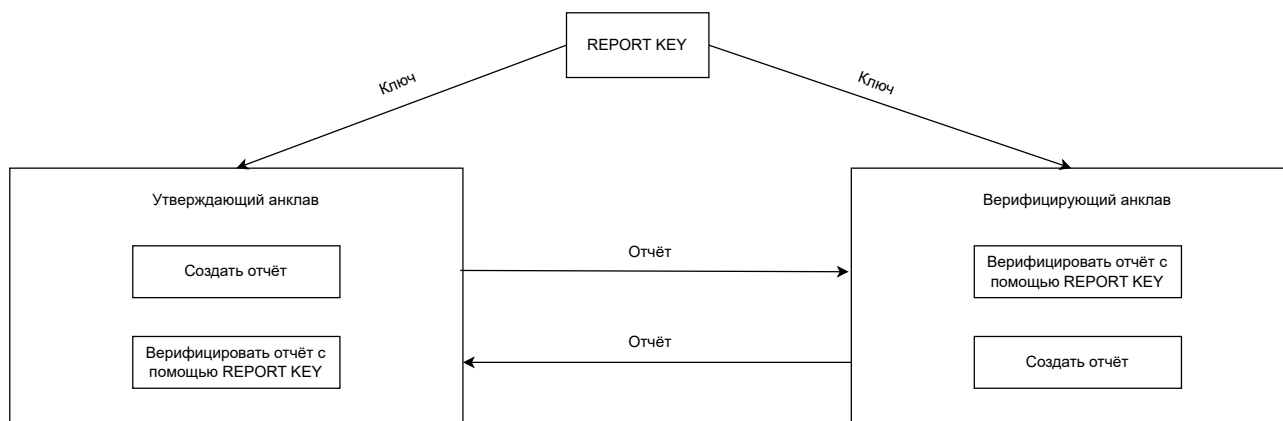 REPORT KEY
Ключ
Ключ
Утверждающий анклав
Верифицирующий анклав
Создать отчёт
Отчёт
Верифицировать отчёт с
помощью REPORT KEY
Верифицировать отчёт с
помощью REPORT KEY
Отчёт
Создать отчёт